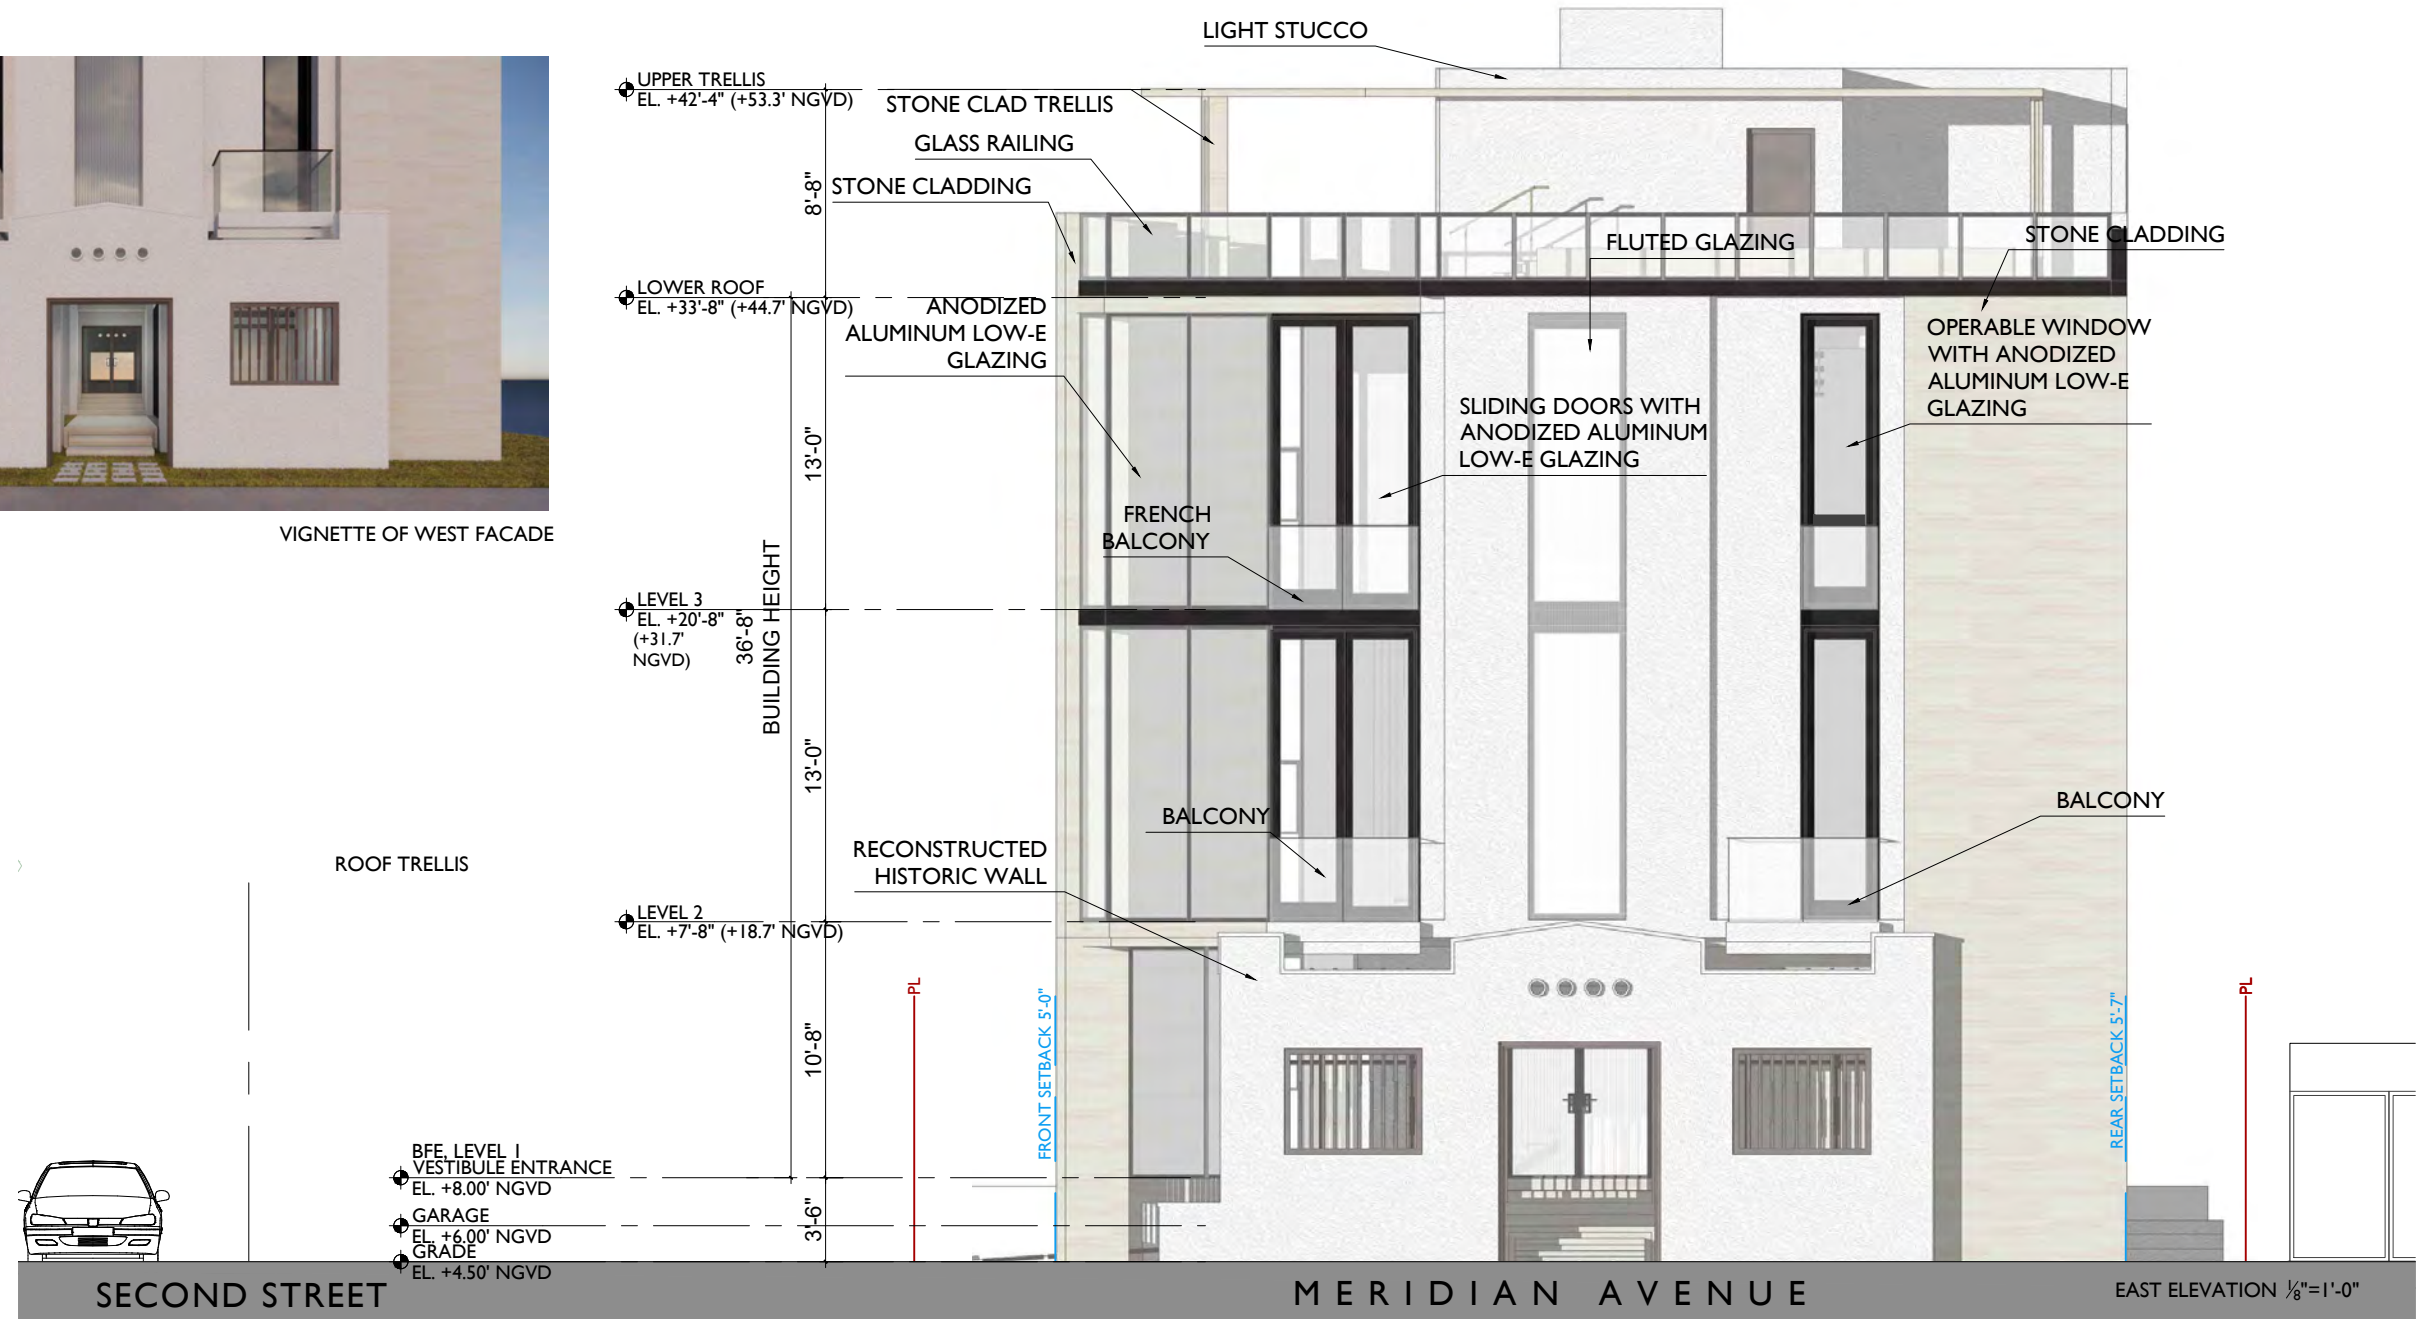 LIGHT STUCCO
UPPER TRELLIS
EL. +42'-4" (+53.3' NGVD)
STONE CLAD TRELLIS
GLASS RAILING
STONE CLADDING
8'-8"
FLUTED GLAZING
STONE CLADDING
LOWER ROOF
EL. +33'-8" (+44.7' NGVD)
ANODIZED
ALUMINUM LOW-E
GLAZING
OPERABLE WINDOW
WITH ANODIZED
ALUMINUM LOW-E
GLAZING
SLIDING DOORS WITH
ANODIZED ALUMINUM
LOW-E GLAZING
13'-0"
FRENCH
BALCONY
VIGNETTE OF WEST FACADE
LEVEL 3
EL. +20'-8"
(+31.7'
NGVD)
36'-8"
BUILDING HEIGHT
13'-0"
BALCONY
BALCONY
RECONSTRUCTED
HISTORIC WALL
ROOF TRELLIS
LEVEL 2
EL. +7'-8" (+18.7' NGVD)
PL
PL
FRONT SETBACK 5'-0"
REAR SETBACK 5'-7"
10'-8"
BFE, LEVEL 1
VESTIBULE ENTRANCE
EL. +8.00' NGVD
GARAGE
EL. +6.00' NGVD
3'-6"
GRADE
EL. +4.50' NGVD
SECOND STREET
MERIDIAN AVENUE
EAST ELEVATION ⅛"=1'-0"